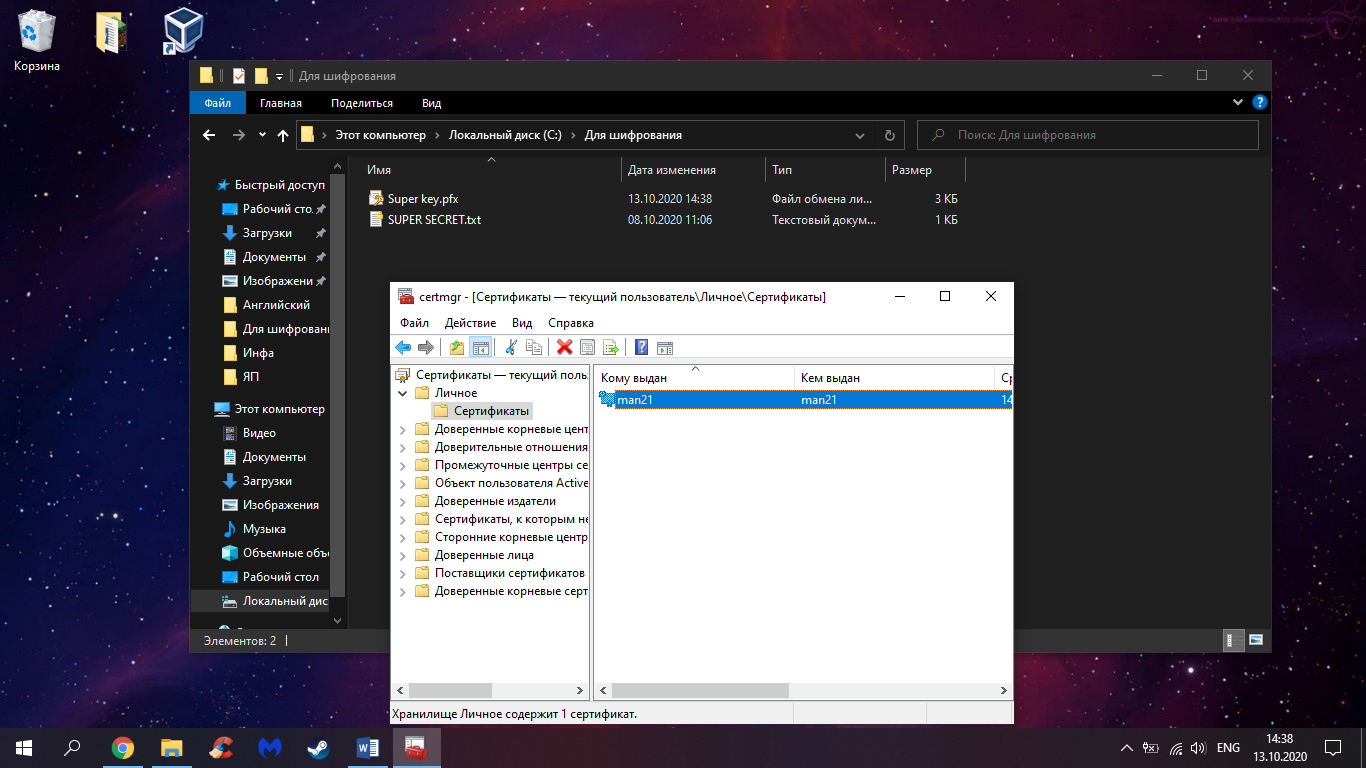 Корзина
Для шифрования
Файл Главная Поделиться Вид
Этот компьютер Локальный диск (C:) Для шифрования
Поиск: Для шифрования
Имя Дата изменения Тип Размер
Super key.pfx 13.10.2020 14:38 Файл обмена ли... 3 КБ
SUPER SECRET.txt 08.10.2020 11:06 Текстовый докум... 1 КБ
Быстрый доступ
Рабочий сто.
Загрузки
Документы
Изображени
Английский
Для шифровани
Инфа
ЯП
Этот компьютер
Видео
Документы
Загрузки
Изображения
Музыка
Объемные объе
Рабочий стол
Локальный дис
Элементов: 2
certmgr - [Сертификаты — текущий пользователь\Личное\Сертификаты]
Файл Действие Вид Справка
Сертификаты — текущий поль
Личное
Сертификаты
Доверенные корневые цент
Доверительные отношения
Промежуточные центры се
Объект пользователя Active
Доверенные издатели
Сертификаты, к которым не
Сторонние корневые центр
Доверенные лица
Поставщики сертификатов
Доверенные корневые серт
Кому выдан Кем выдан Ср
man21 man21 14
Хранилище Личное содержит 1 сертификат.
ENG
14:38
13.10.2020